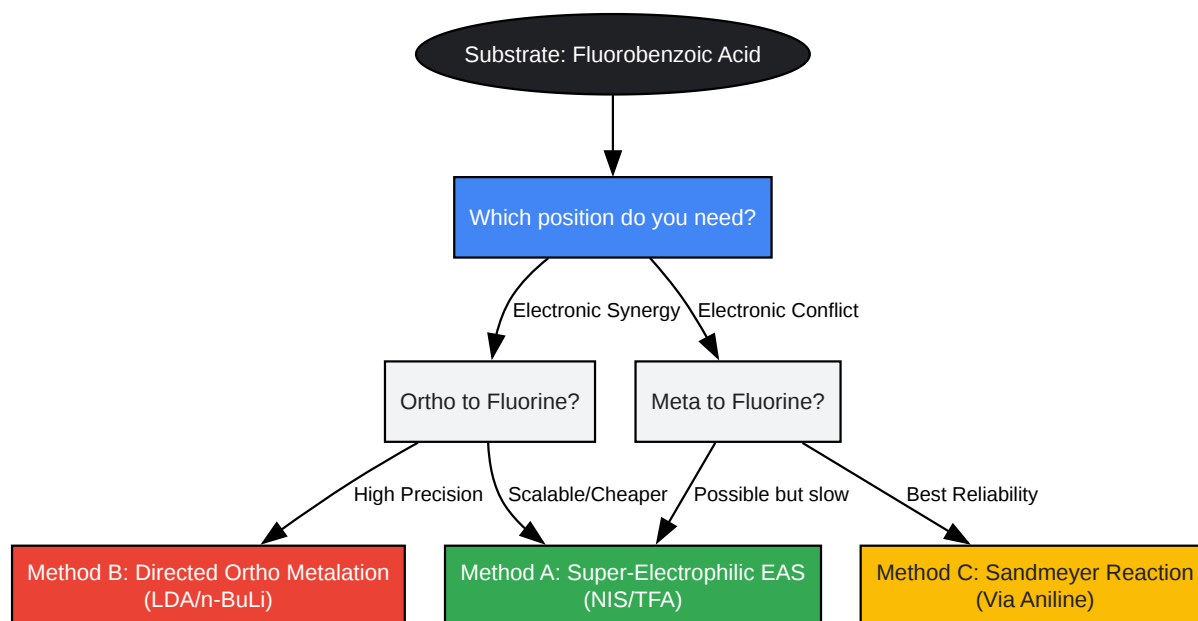 Substrate: Fluorobenzoic Acid
Which position do you need?
Electronic Synergy
Electronic Conflict
Ortho to Fluorine?
Meta to Fluorine?
High Precision
Scalable/Cheaper
Possible but slow
Best Reliability
Method B: Directed Ortho Metalation
(LDA/n-BuLi)
Method A: Super-Electrophilic EAS
(NIS/TFA)
Method C: Sandmeyer Reaction
(Via Aniline)